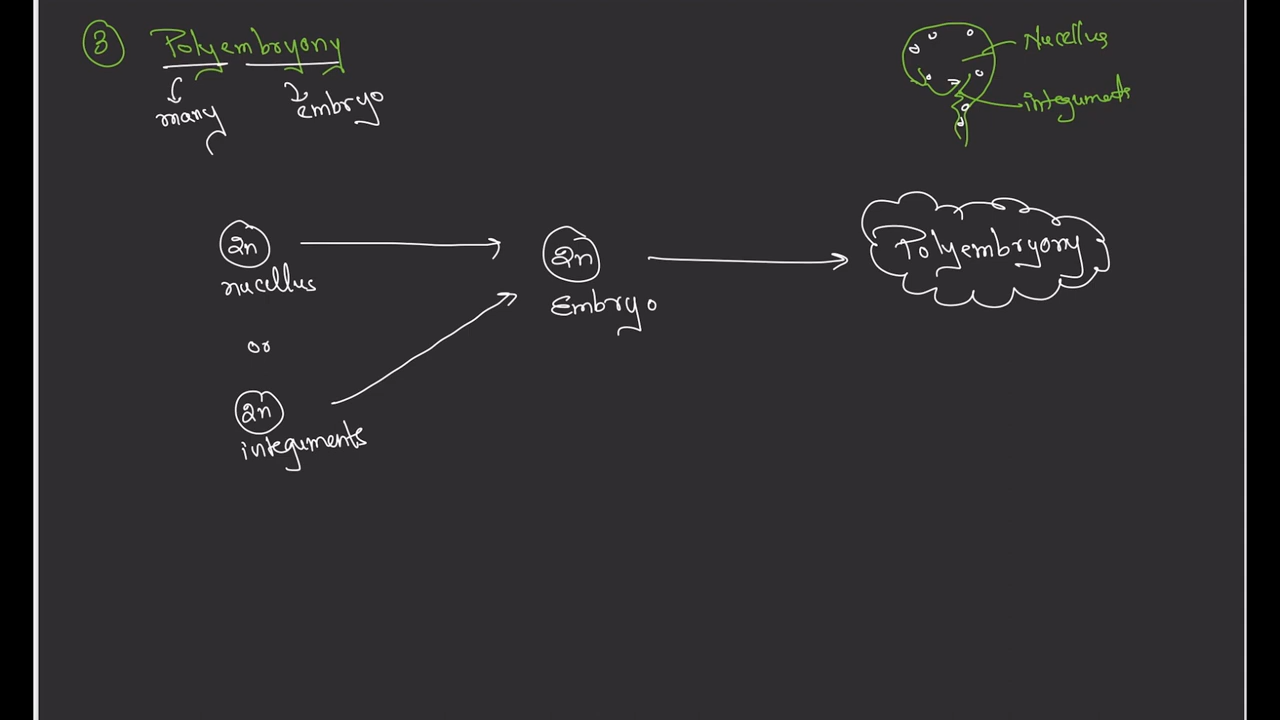 3 Polyembryony
many embryo
Nucellus
integuments
2n
nucellus
or
2n
integuments
2n
Embryo
Polyembryony